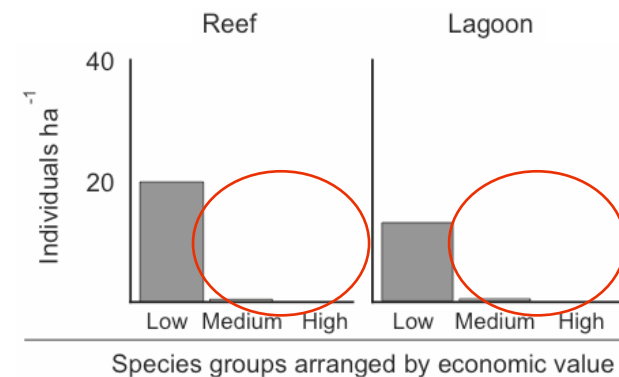 Reef
Lagoon
Individuals ha⁻¹
40
20
Low Medium High
Low Medium High
Species groups arranged by economic value